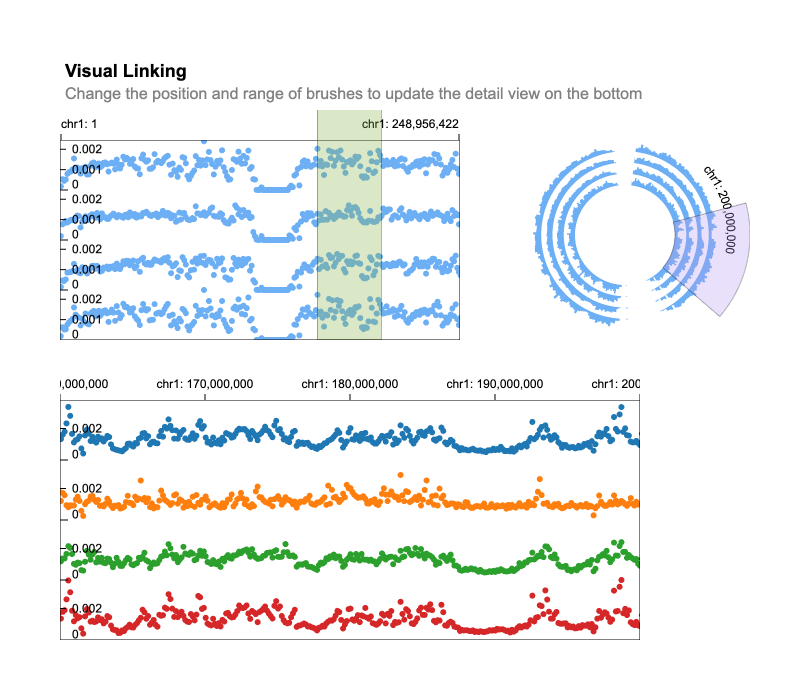 Visual Linking
Change the position and range of brushes to update the detail view on the bottom
chr1: 1
chr1: 248,956,422
0.002
0.001
0
0.002
0.001
0
0.002
0.001
0
0.002
0.001
0
chr1: 200,000,000
0,000,000
chr1: 170,000,000
chr1: 180,000,000
chr1: 190,000,000
chr1: 200
0.002
0
0.002
0
0.002
0
0.002
0